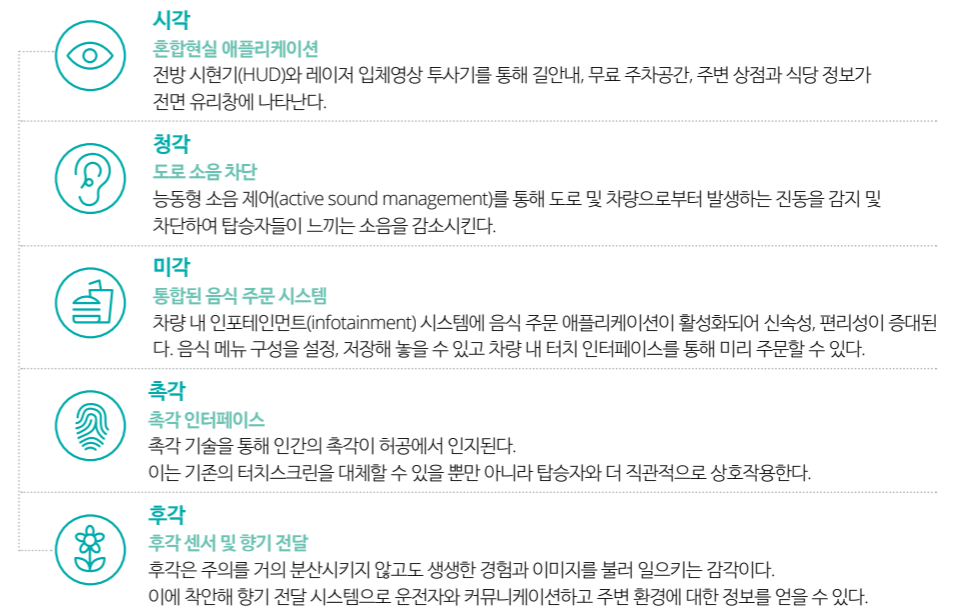 시각
혼합현실 애플리케이션
전방 시현기(HUD)와 레이저 입체영상 투사기를 통해 길안내, 무료 주차공간, 주변 상점과 식당 정보가
전면 유리창에 나타난다.
청각
도로 소음 차단
능동형 소음 제어(active sound management)를 통해 도로 및 차량으로부터 발생하는 진동을 감지 및
차단하여 탑승자들이 느끼는 소음을 감소시킨다.
미각
통합된 음식 주문 시스템
차량 내 인포테인먼트(infotainment) 시스템에 음식 주문 애플리케이션이 활성화되어 신속성, 편리성이 증대된
다. 음식 메뉴 구성을 설정, 저장해 놓을 수 있고 차량 내 터치 인터페이스를 통해 미리 주문할 수 있다.
촉각
촉각 인터페이스
촉각 기술을 통해 인간의 촉각이 허공에서 인지된다.
이는 기존의 터치스크린을 대체할 수 있을 뿐만 아니라 탑승자와 더 직관적으로 상호작용한다.
후각
후각 센서 및 향기 전달
후각은 주의를 거의 분산시키지 않고도 생생한 경험과 이미지를 불러 일으키는 감각이다.
이에 착안해 향기 전달 시스템으로 운전자와 커뮤니케이션하고 주변 환경에 대한 정보를 얻을 수 있다.